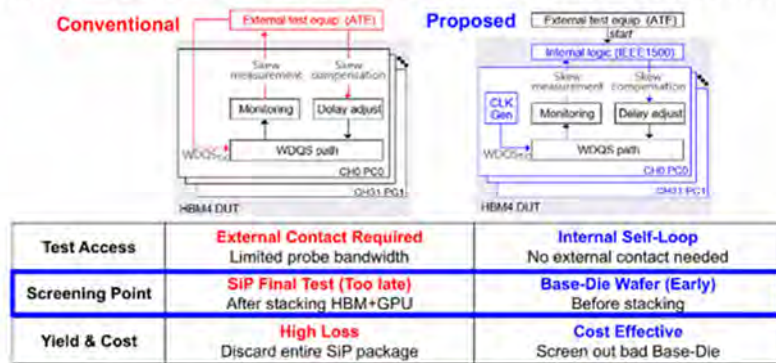 Conventional
External test equip. (ATE)
Skew measurement
Skew compensation
Monitoring
Delay adjust
WDQS path
CH0 PC0
CH31 PC1
HBM4 DUT
Proposed
External test equip. (ATE)
start
Internal logic (IEEE1500)
Skew measurement
Skew compensation
CLK Gen
Monitoring
Delay adjust
WDQS path
CH0 PC0
CH31 PC1
HBM4 DUT
Test Access
External Contact Required
Limited probe bandwidth
Internal Self-Loop
No external contact needed
Screening Point
SiP Final Test (Too late)
After stacking HBM+GPU
Base-Die Wafer (Early)
Before stacking
Yield & Cost
High Loss
Discard entire SiP package
Cost Effective
Screen out bad Base-Die